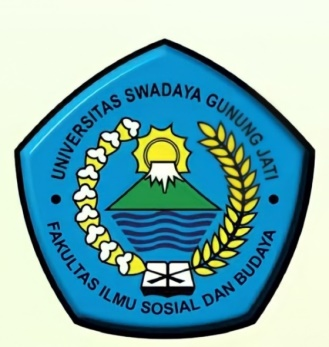 UNIVERSITAS SWADAYA GUNUNG JATI
FAKULTAS ILMU SOSIAL DAN BUDAYA